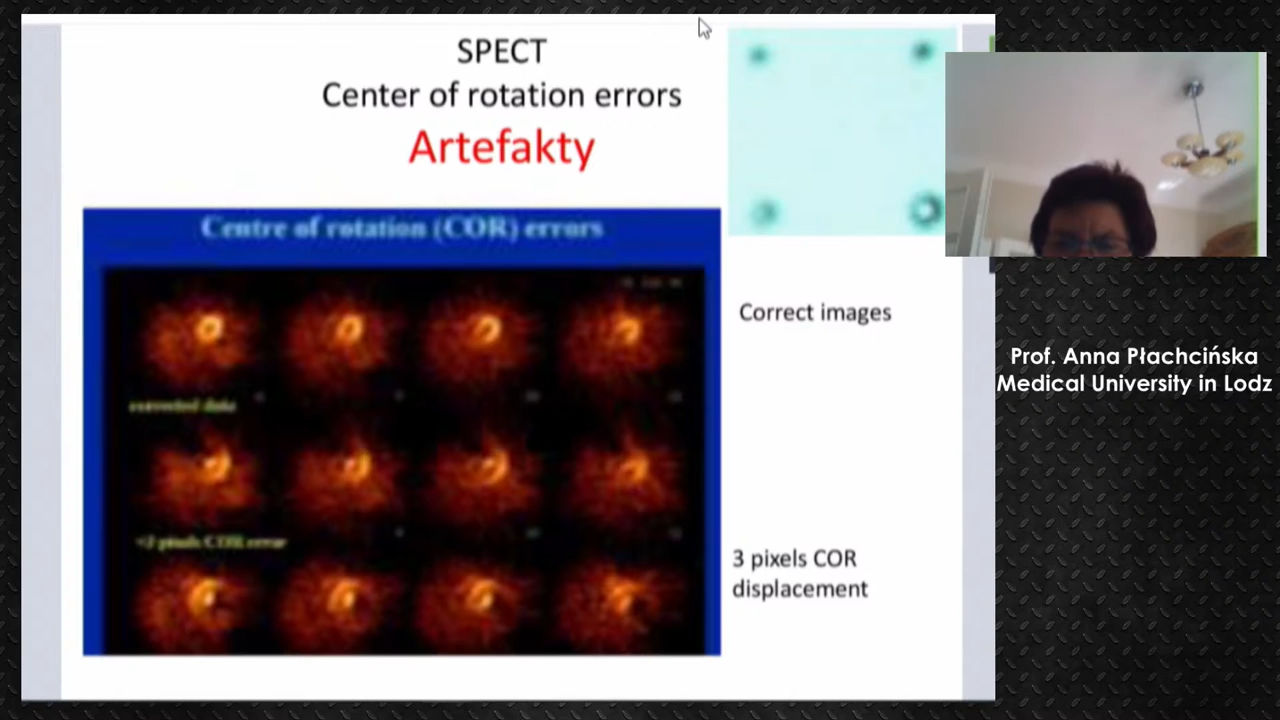 SPECT
Center of rotation errors
Artefakty
Centre of rotation (COR) errors
Correct images
corrected data
3 pixels COR
displacement
Prof. Anna Płachcińska
Medical University in Lodz